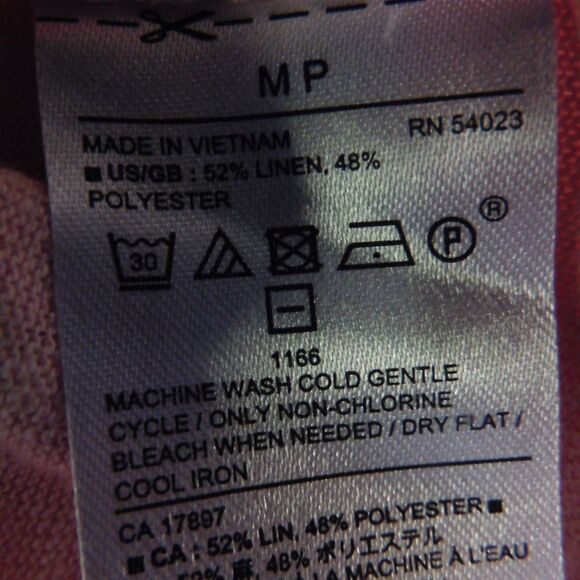 M P
MADE IN VIETNAM RN 54023
■ US/GB : 52% LINEN, 48%
POLYESTER
30 P ®
1166
MACHINE WASH COLD GENTLE
CYCLE / ONLY NON-CHLORINE
BLEACH WHEN NEEDED / DRY FLAT /
COOL IRON
CA 17897
■ CA : 52% LIN, 48% POLYESTER ■
52% 麻, 48% ポリエステル
LA MACHINE À L'EAU